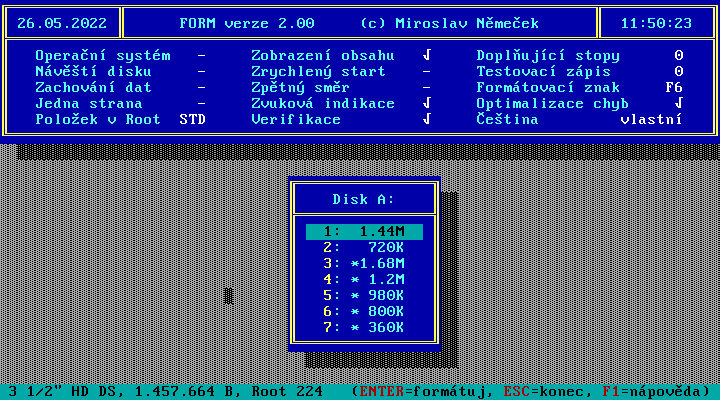 26.05.2022 FORM verze 2.00 (c) Miroslav Němeček 11:50:23
Operační systém - Zobrazení obsahu √ Doplňující stopy 0
Návěští disku - Zrychlený start - Testovací zápis 0
Zachování dat - Zpětný směr - Formátovací znak F6
Jedna strana - Zvuková indikace √ Optimalizace chyb √
Položek v Root STD Verifikace √ Čeština vlastní
Disk A:
1: 1.44M
2: 720K
3: *1.68M
4: * 1.2M
5: * 980K
6: * 800K
7: * 360K
3 1/2" HD DS, 1.457.664 B, Root 224 (ENTER=formátuj, ESC=konec, F1=nápověda)